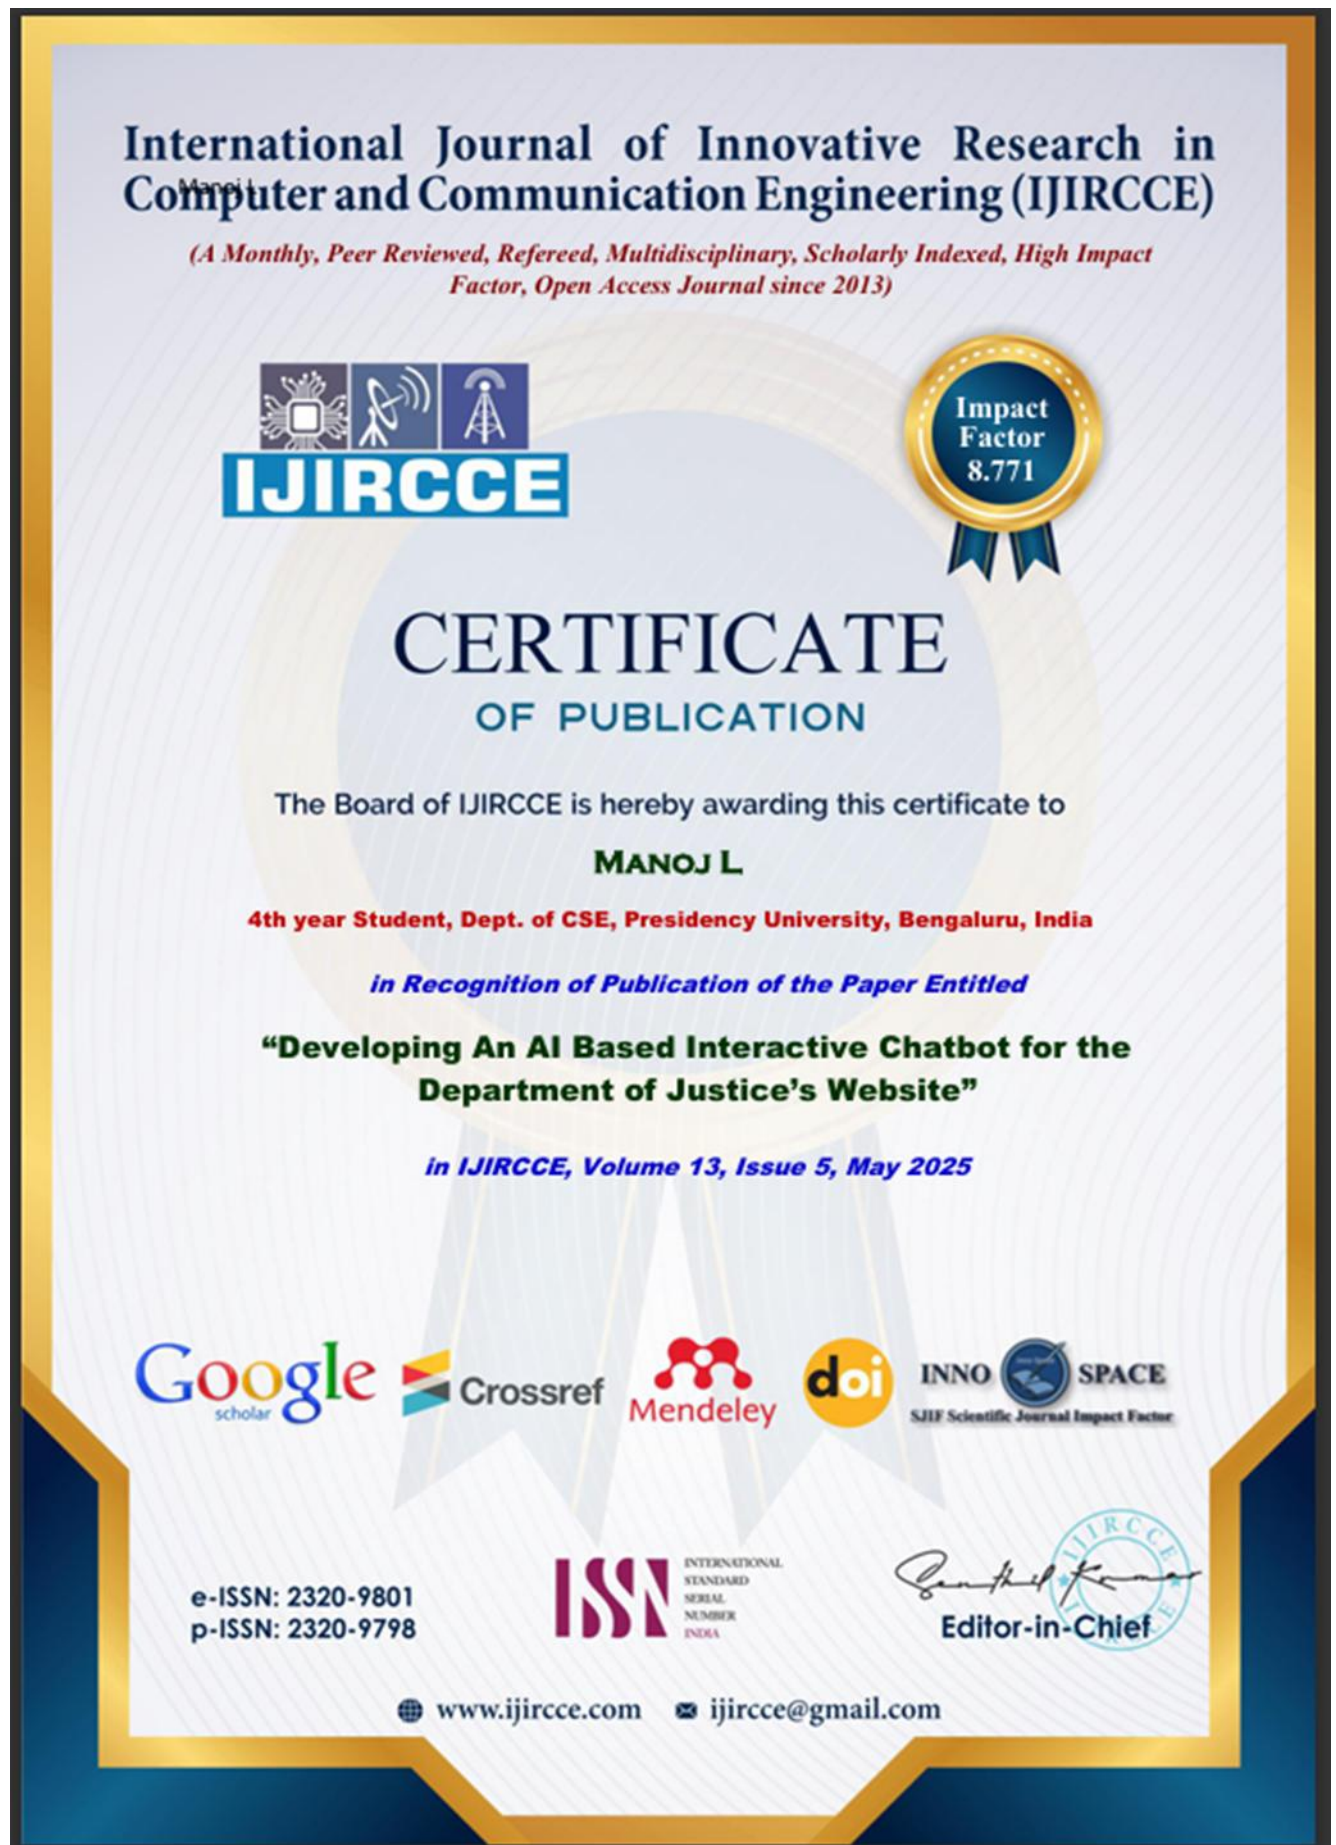 International Journal of Innovative Research in
Manoj L
Computer and Communication Engineering (IJIRCCE)
(A Monthly, Peer Reviewed, Refereed, Multidisciplinary, Scholarly Indexed, High Impact
Factor, Open Access Journal since 2013)
IJIRCCE
Impact
Factor
8.771
CERTIFICATE
OF PUBLICATION
The Board of IJIRCCE is hereby awarding this certificate to
MANOJ L
4th year Student, Dept. of CSE, Presidency University, Bengaluru, India
in Recognition of Publication of the Paper Entitled
“Developing An AI Based Interactive Chatbot for the
Department of Justice’s Website”
in IJIRCCE, Volume 13, Issue 5, May 2025
Google
scholar
Crossref
Mendeley
doi
INNO SPACE
SJIF Scientific Journal Impact Factor
e-ISSN: 2320-9801
p-ISSN: 2320-9798
ISSN
INTERNATIONAL
STANDARD
SERIAL
NUMBER
INDIA
IJIRCCE
Senthil Kumar
Editor-in-Chief
www.ijircce.com ijircce@gmail.com